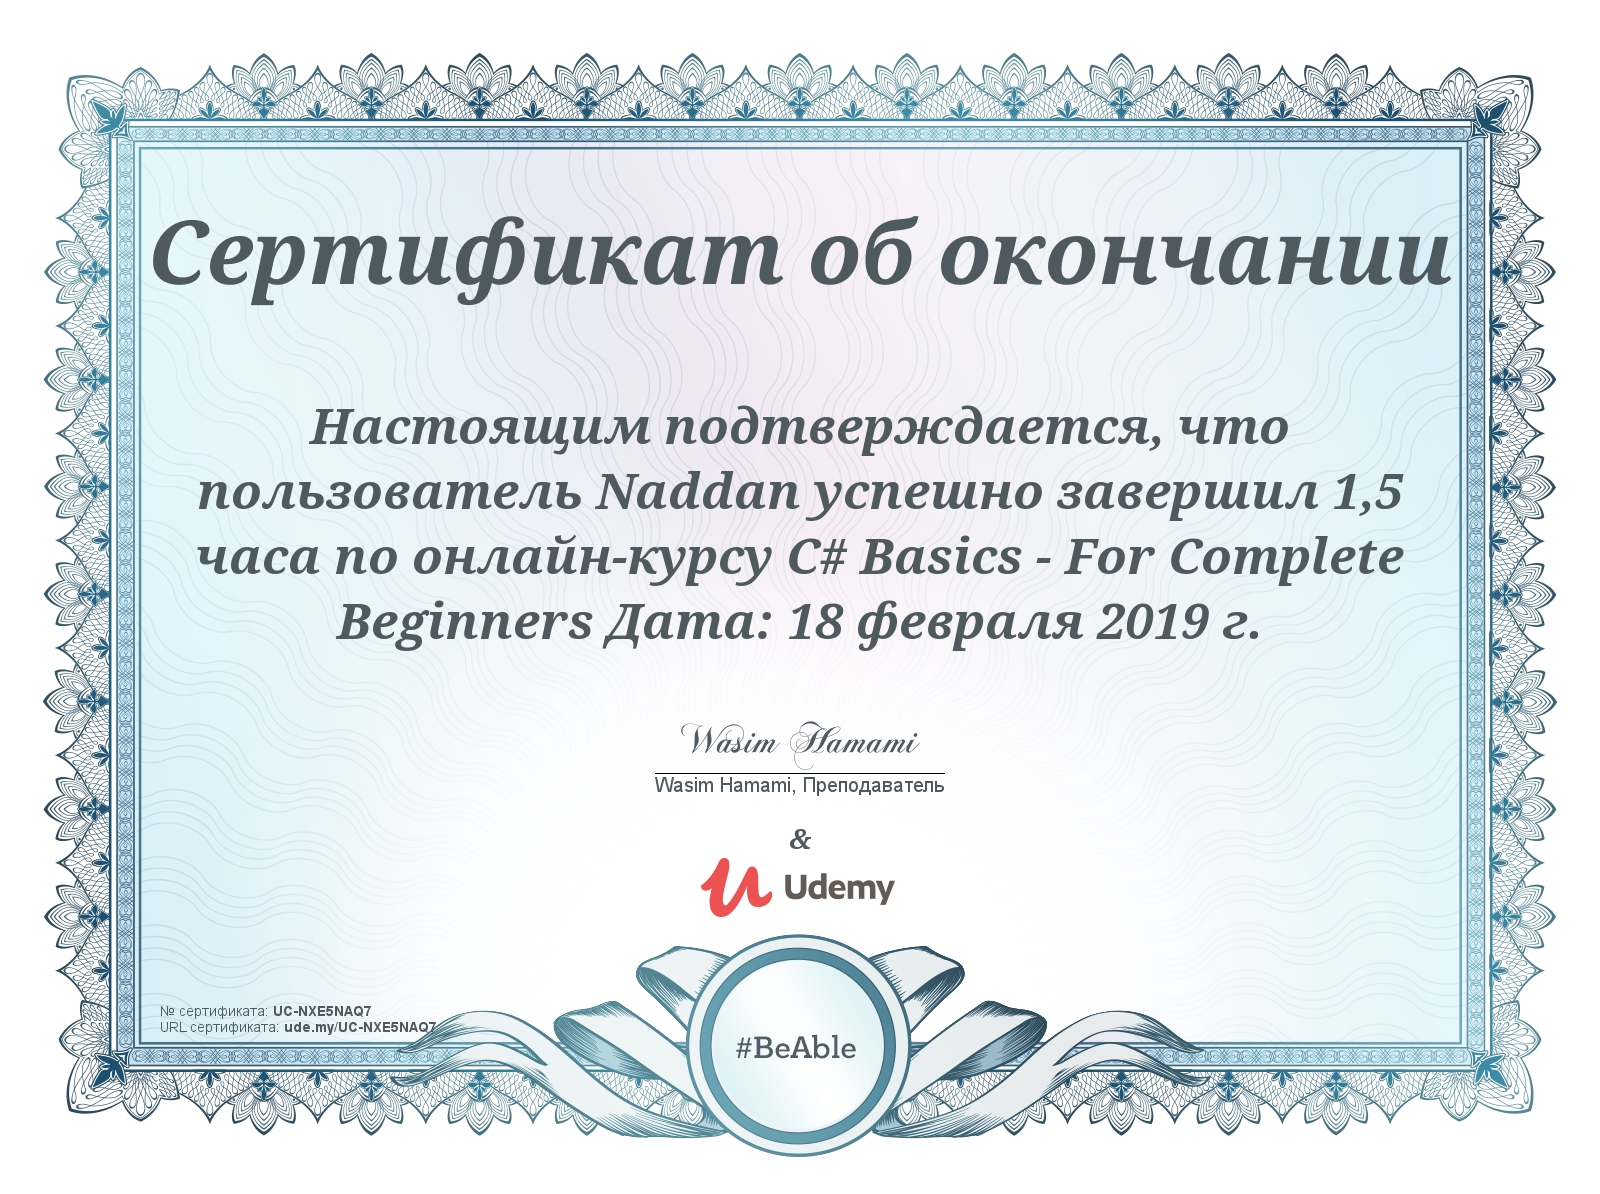 Сертификат об окончании
Настоящим подтверждается, что
пользователь Naddan успешно завершил 1,5
часа по онлайн-курсу C# Basics - For Complete
Beginners Дата: 18 февраля 2019 г.
Wasim Hamami
Wasim Hamami, Преподаватель
&
Udemy
№ сертификата: UC-NXE5NAQ7
URL сертификата: ude.my/UC-NXE5NAQ7
#BeAble